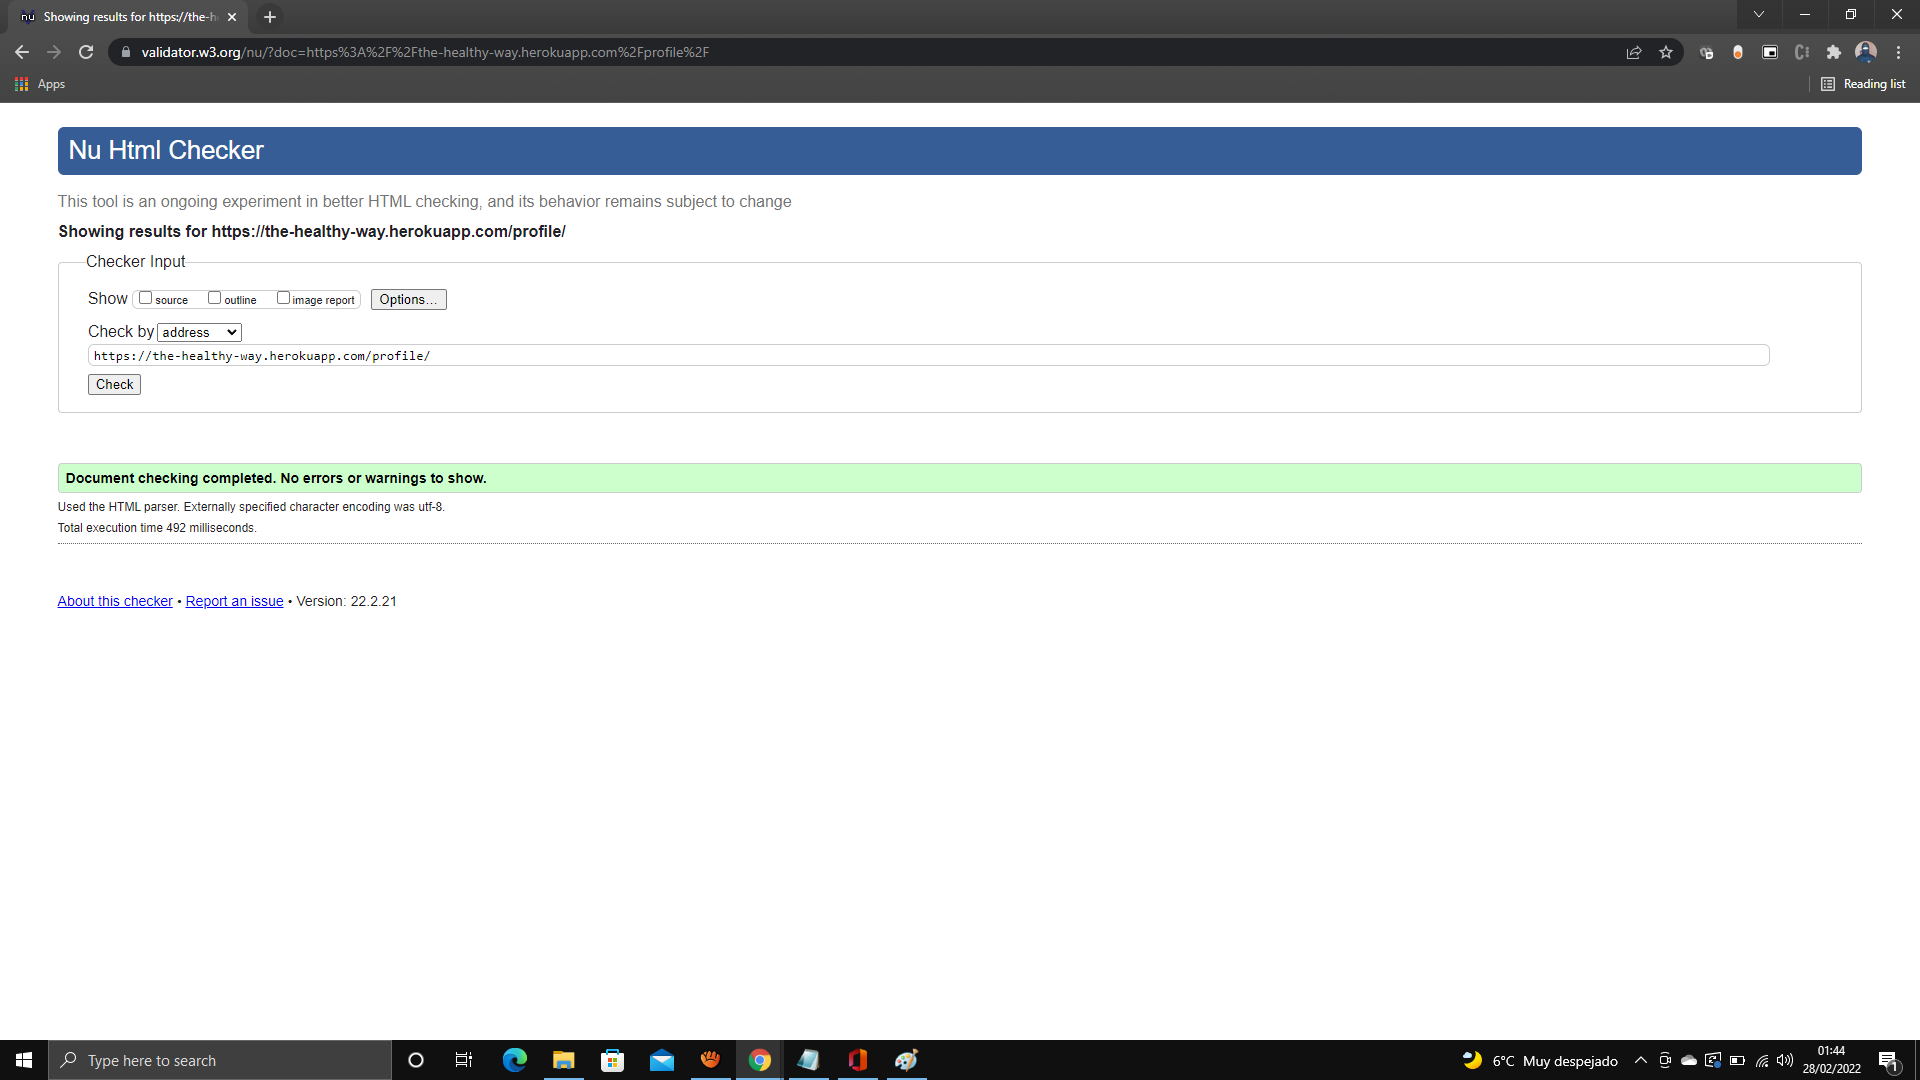 Showing results for https://the-h
validator.w3.org/nu/?doc=https%3A%2F%2Fthe-healthy-way.herokuapp.com%2Fprofile%2F
Apps
Reading list
Nu Html Checker
This tool is an ongoing experiment in better HTML checking, and its behavior remains subject to change
Showing results for https://the-healthy-way.herokuapp.com/profile/
Checker Input
Show source outline image report Options...
Check by address
https://the-healthy-way.herokuapp.com/profile/
Check
Document checking completed. No errors or warnings to show.
Used the HTML parser. Externally specified character encoding was utf-8.
Total execution time 492 milliseconds.
About this checker • Report an issue • Version: 22.2.21
Type here to search
6°C Muy despejado
01:44
28/02/2022
1